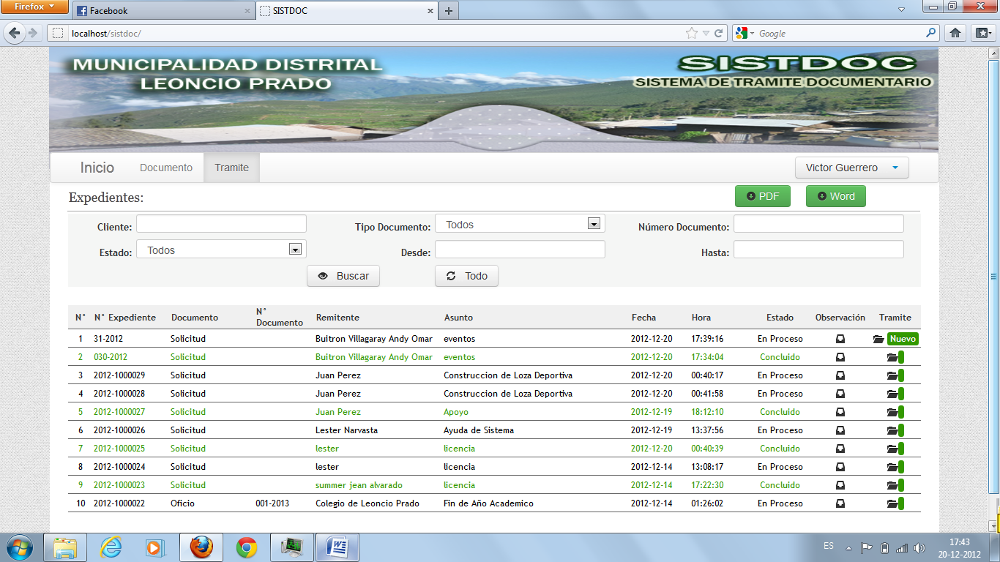 Firefox
Facebook
SISTDOC
localhost/sistdoc/
Google
MUNICIPALIDAD DISTRITAL
LEONCIO PRADO
SISTDOC
SISTEMA DE TRAMITE DOCUMENTARIO
Inicio Documento Tramite Victor Guerrero
Expedientes: PDF Word
Cliente: Tipo Documento: Todos Número Documento:
Estado: Todos Desde: Hasta:
Buscar Todo
N° N° Expediente Documento N° Documento Remitente Asunto Fecha Hora Estado Observación Tramite
1 31-2012 Solicitud Buitron Villagaray Andy Omar eventos 2012-12-20 17:39:16 En Proceso Nuevo
2 030-2012 Solicitud Buitron Villagaray Andy Omar eventos 2012-12-20 17:34:04 Concluido
3 2012-1000029 Solicitud Juan Perez Construccion de Loza Deportiva 2012-12-20 00:40:17 En Proceso
4 2012-1000028 Solicitud Juan Perez Construccion de Loza Deportiva 2012-12-20 00:41:58 En Proceso
5 2012-1000027 Solicitud Juan Perez Apoyo 2012-12-19 18:12:10 Concluido
6 2012-1000026 Solicitud Lester Narvasta Ayuda de Sistema 2012-12-19 13:37:56 En Proceso
7 2012-1000025 Solicitud lester licencia 2012-12-20 00:40:39 Concluido
8 2012-1000024 Solicitud lester licencia 2012-12-14 13:08:17 En Proceso
9 2012-1000023 Solicitud summer jean alvarado licencia 2012-12-14 17:22:30 Concluido
10 2012-1000022 Oficio 001-2013 Colegio de Leoncio Prado Fin de Año Academico 2012-12-14 01:26:02 En Proceso
ES
17:43
20-12-2012